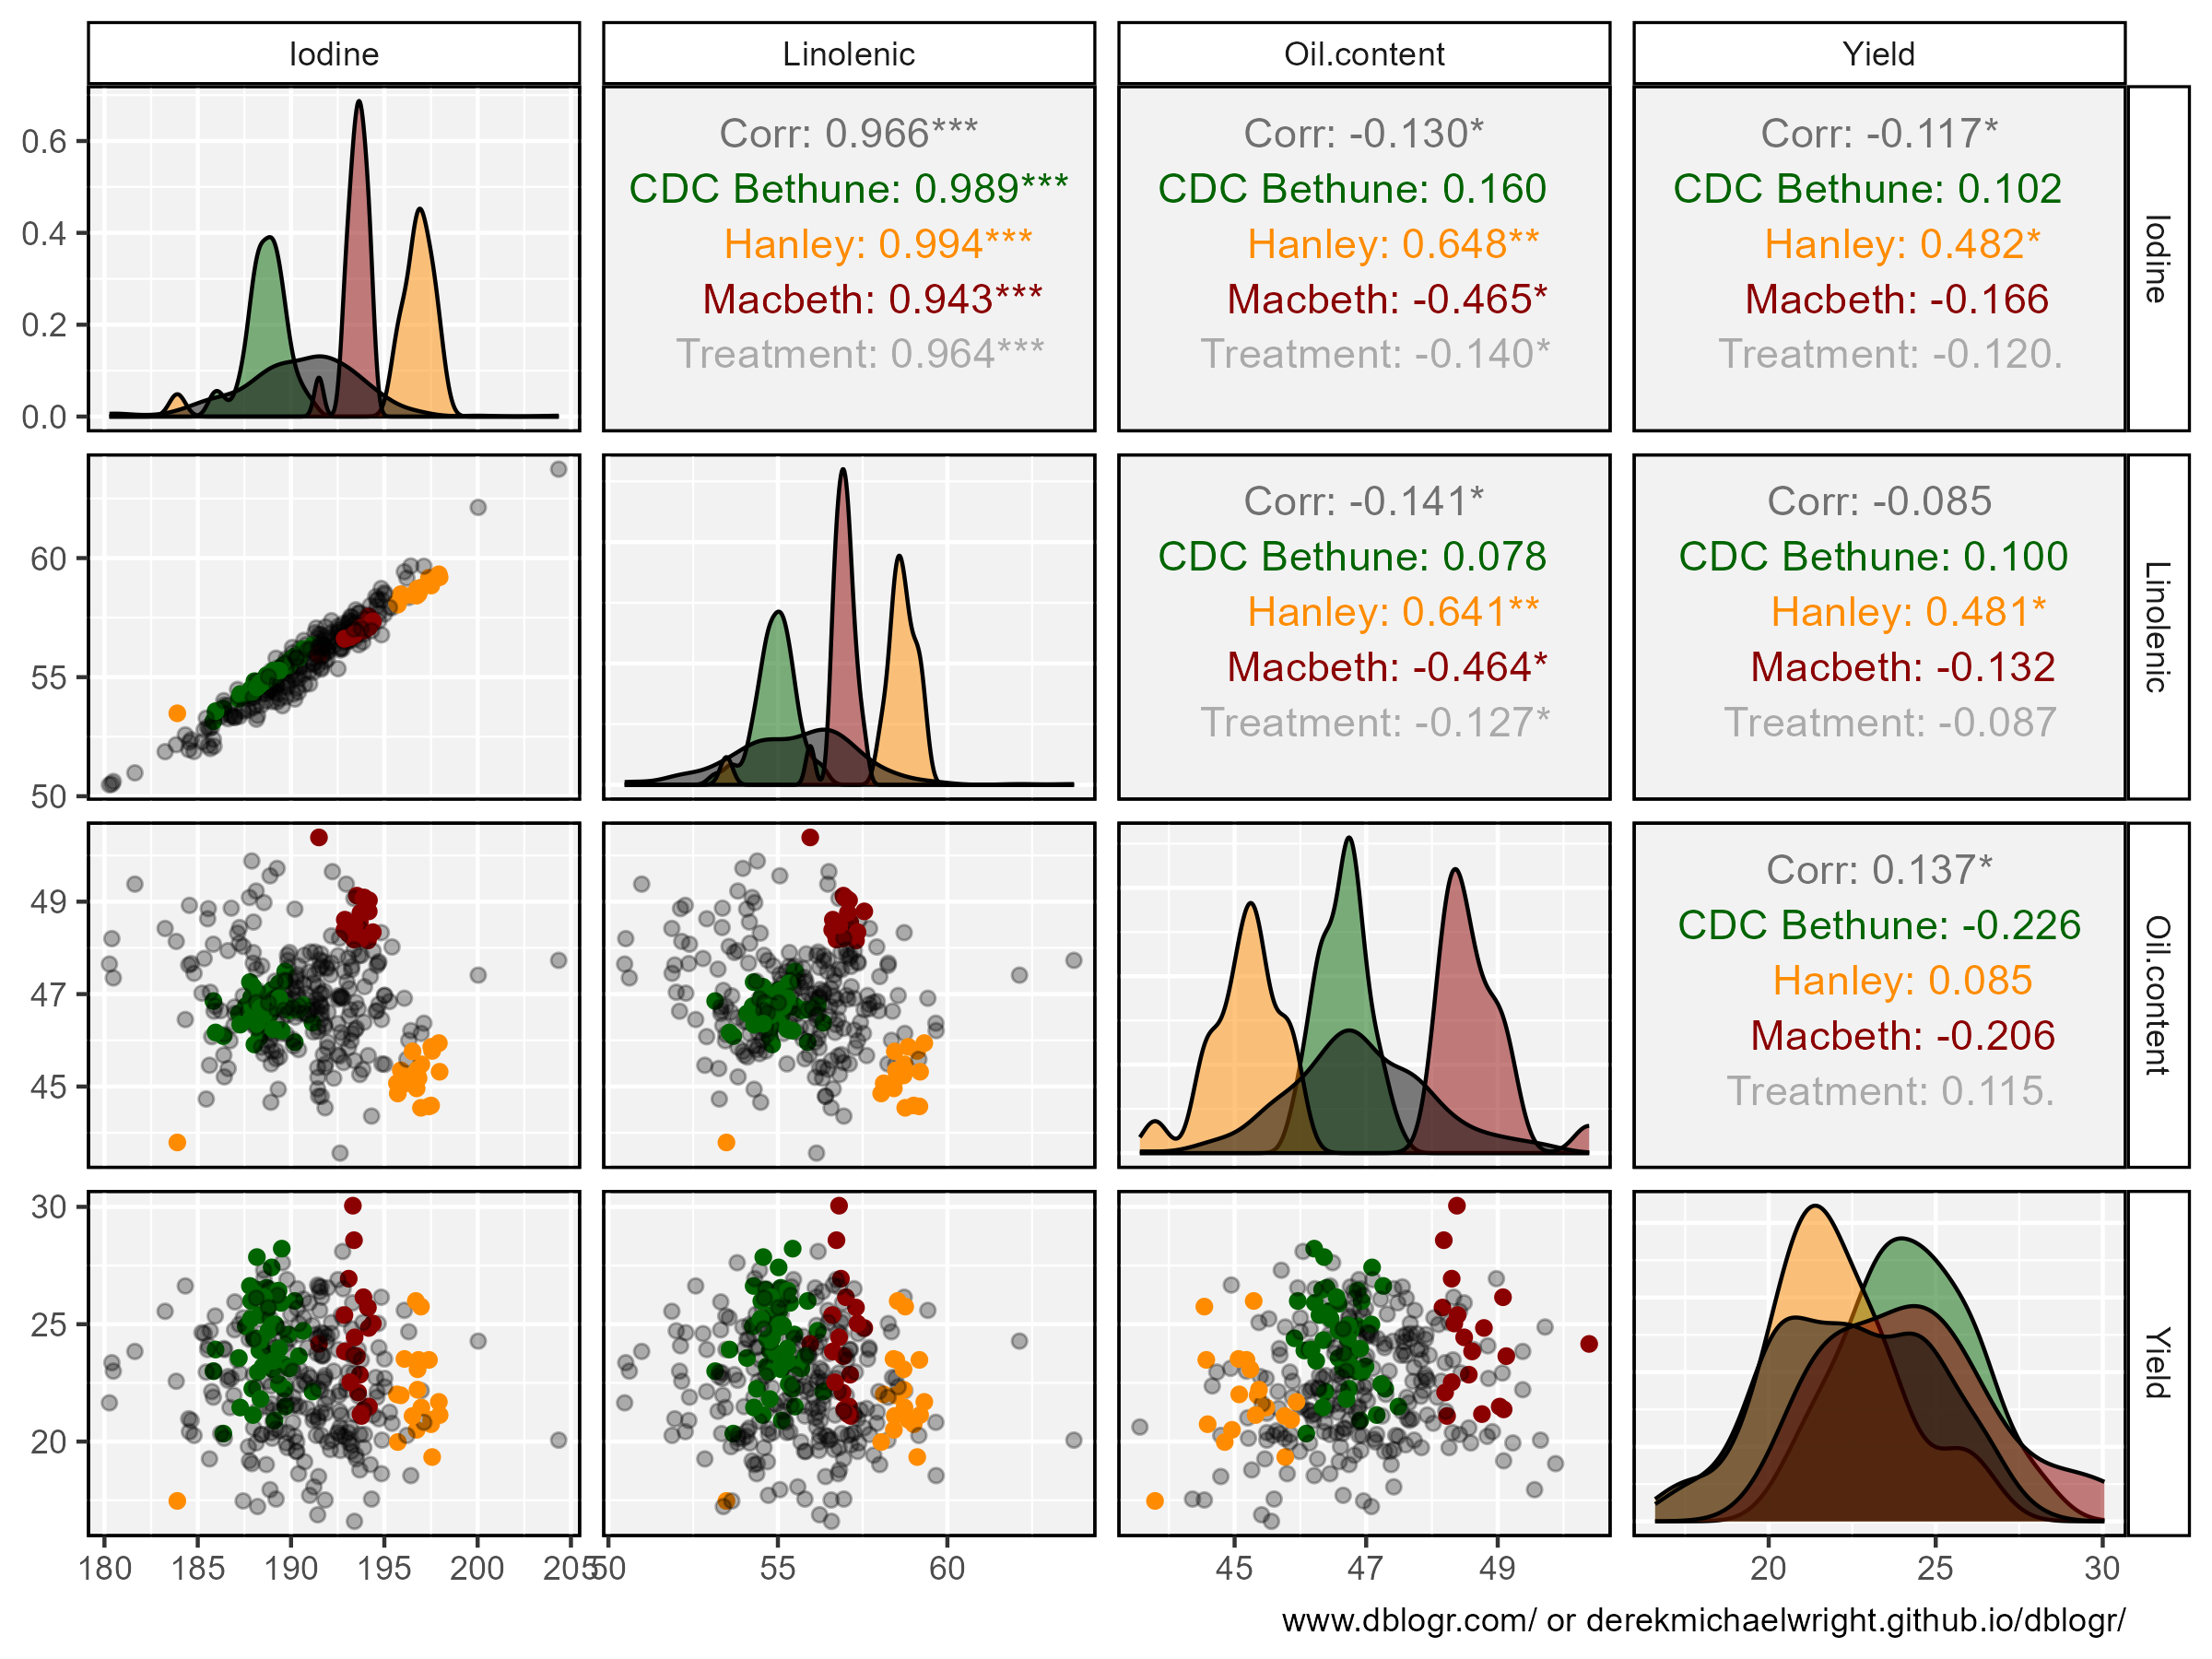 Iodine
Linolenic
Oil.content
Yield
0.6
0.4
0.2
0.0
Corr: 0.966***
CDC Bethune: 0.989***
Hanley: 0.994***
Macbeth: 0.943***
Treatment: 0.964***
Corr: -0.130*
CDC Bethune: 0.160
Hanley: 0.648**
Macbeth: -0.465*
Treatment: -0.140*
Corr: -0.117*
CDC Bethune: 0.102
Hanley: 0.482*
Macbeth: -0.166
Treatment: -0.120.
Iodine
60
55
50
Corr: -0.141*
CDC Bethune: 0.078
Hanley: 0.641**
Macbeth: -0.464*
Treatment: -0.127*
Corr: -0.085
CDC Bethune: 0.100
Hanley: 0.481*
Macbeth: -0.132
Treatment: -0.087
Linolenic
49
47
45
Corr: 0.137*
CDC Bethune: -0.226
Hanley: 0.085
Macbeth: -0.206
Treatment: 0.115.
Oil.content
30
25
20
Yield
180 185 190 195 200 205
50 55 60
45 47 49
20 25 30
www.dblogr.com/ or derekmichaelwright.github.io/dblogr/